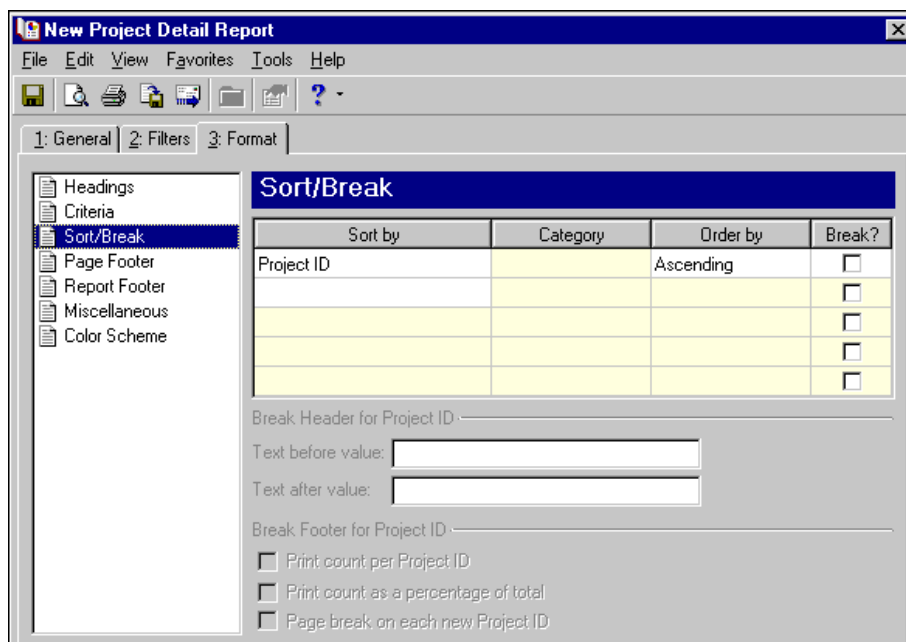 New Project Detail Report
File Edit View Favorites Tools Help
?
1: General 2: Filters 3: Format
Headings
Criteria
Sort/Break
Page Footer
Report Footer
Miscellaneous
Color Scheme
Sort/Break
Sort by Category Order by Break?
Project ID Ascending
Break Header for Project ID
Text before value:
Text after value:
Break Footer for Project ID
Print count per Project ID
Print count as a percentage of total
Page break on each new Project ID